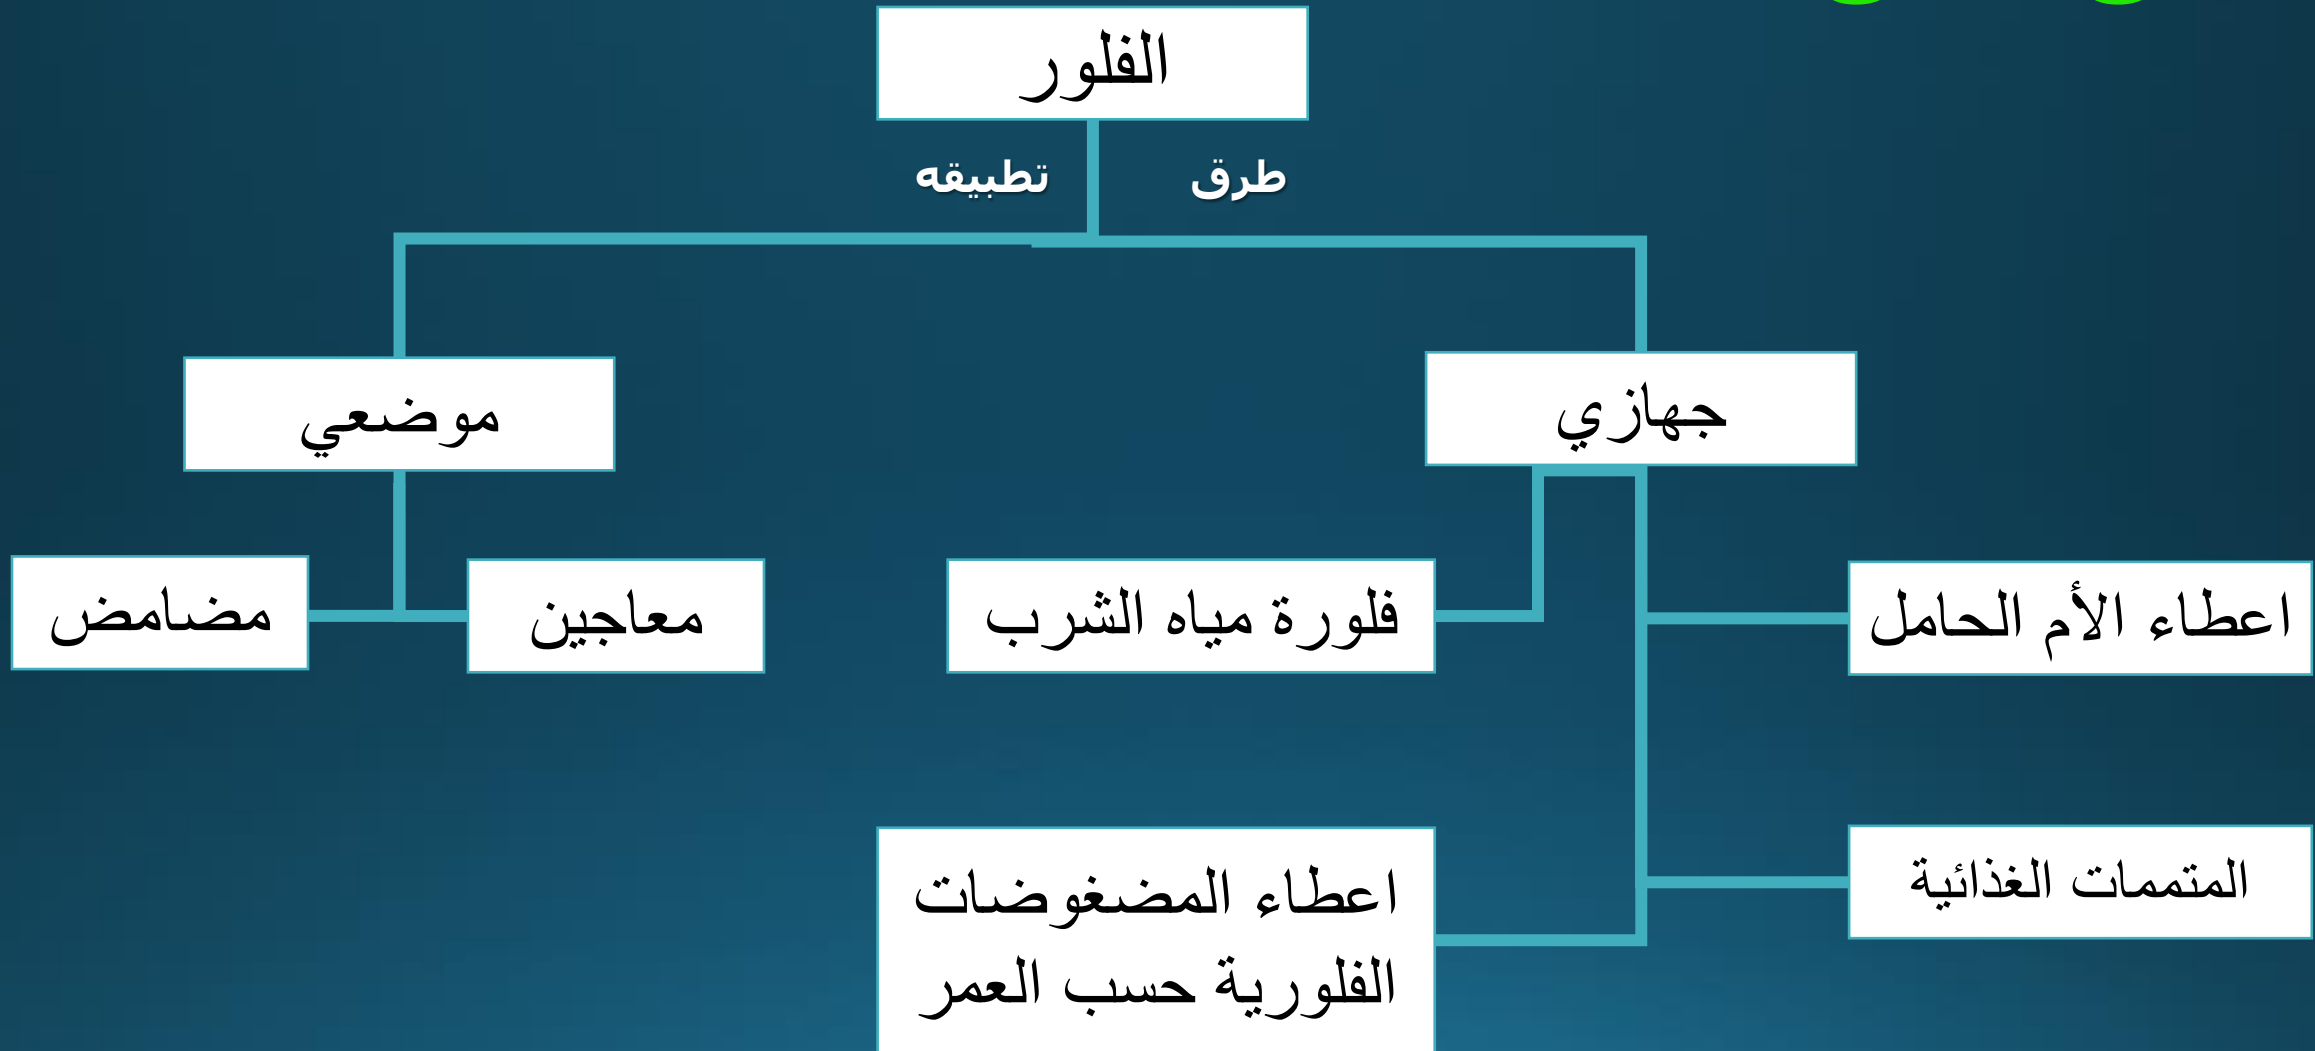 الفلور
طرق تطبيقه
جهازي
موضعي
اعطاء الأم الحامل
فلورة مياه الشرب
معاجين
مضامض
المتممات الغذائية
اعطاء المضغوضات
الفلورية حسب العمر